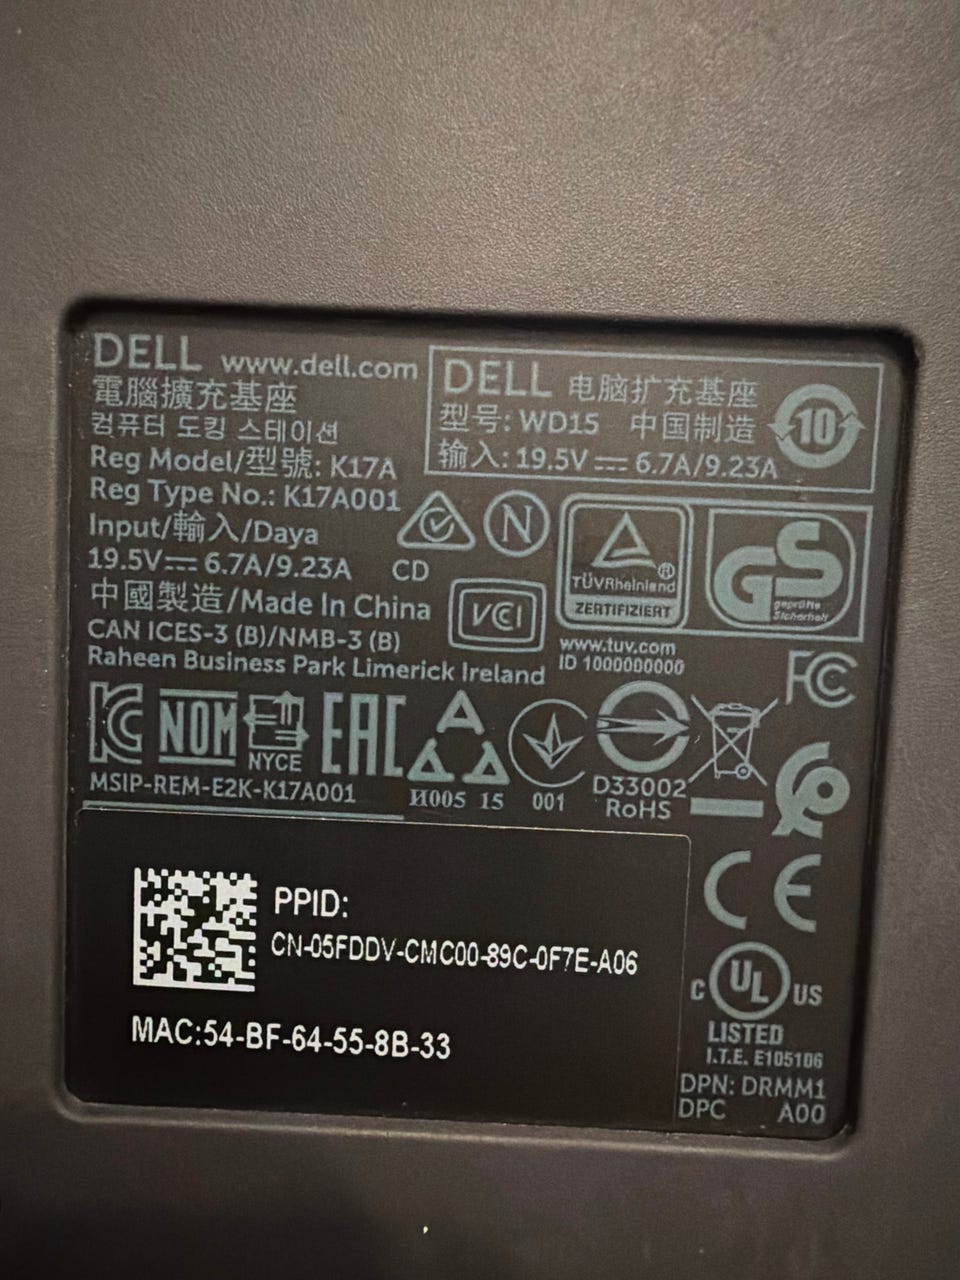 DELL www.dell.com
電腦擴充基座
컴퓨터 도킹 스테이션
Reg Model/型號: K17A
Reg Type No.: K17A001
Input/輸入/Daya
19.5V⎓ 6.7A/9.23A
CD
中國製造/Made In China
CAN ICES-3 (B)/NMB-3 (B)
Raheen Business Park Limerick Ireland
DELL 电脑扩充基座
型号: WD15 中国制造
输入: 19.5V⎓ 6.7A/9.23A
10
N
TÜVRheinland®
ZERTIFIZIERT
GS
geprüfte
Sicherheit
www.tuv.com
ID 1000000000
VCI
FC
KC NOM NYCE EAC
MSIP-REM-E2K-K17A001
И005 15
001
D33002
RoHS
PPID:
CN-05FDDV-CMC00-89C-0F7E-A06
MAC:54-BF-64-55-8B-33
CE
C UL US
LISTED
I.T.E. E105106
DPN: DRMM1
DPC A00